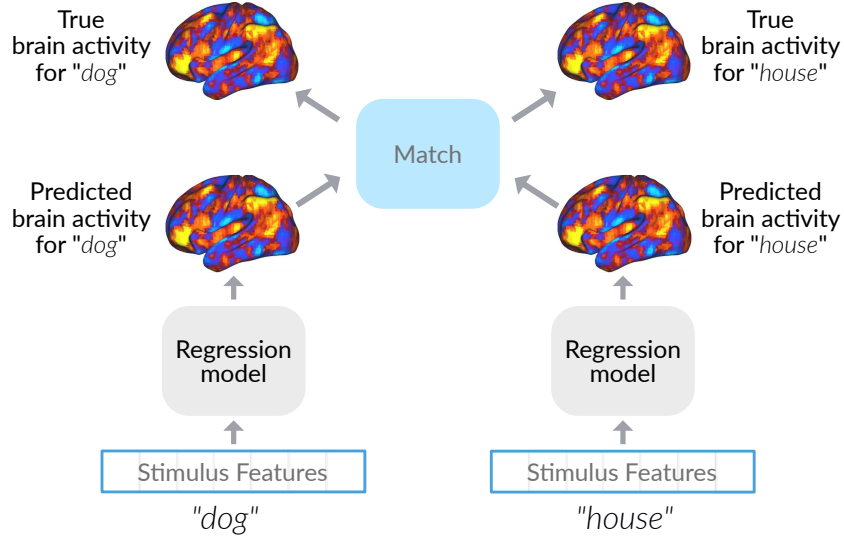 True
brain activity
for "dog"
True
brain activity
for "house"
Match
Predicted
brain activity
for "dog"
Predicted
brain activity
for "house"
Regression
model
Regression
model
Stimulus Features
Stimulus Features
"dog"
"house"